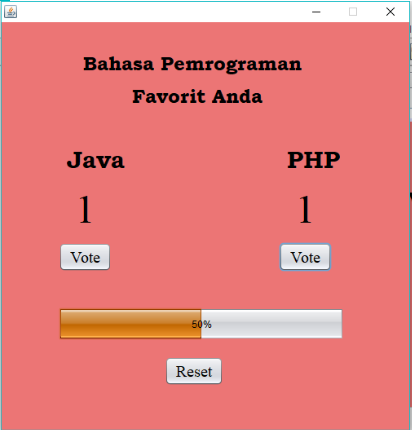 Bahasa Pemrograman
Favorit Anda
Java PHP
1 1
Vote Vote
50%
Reset